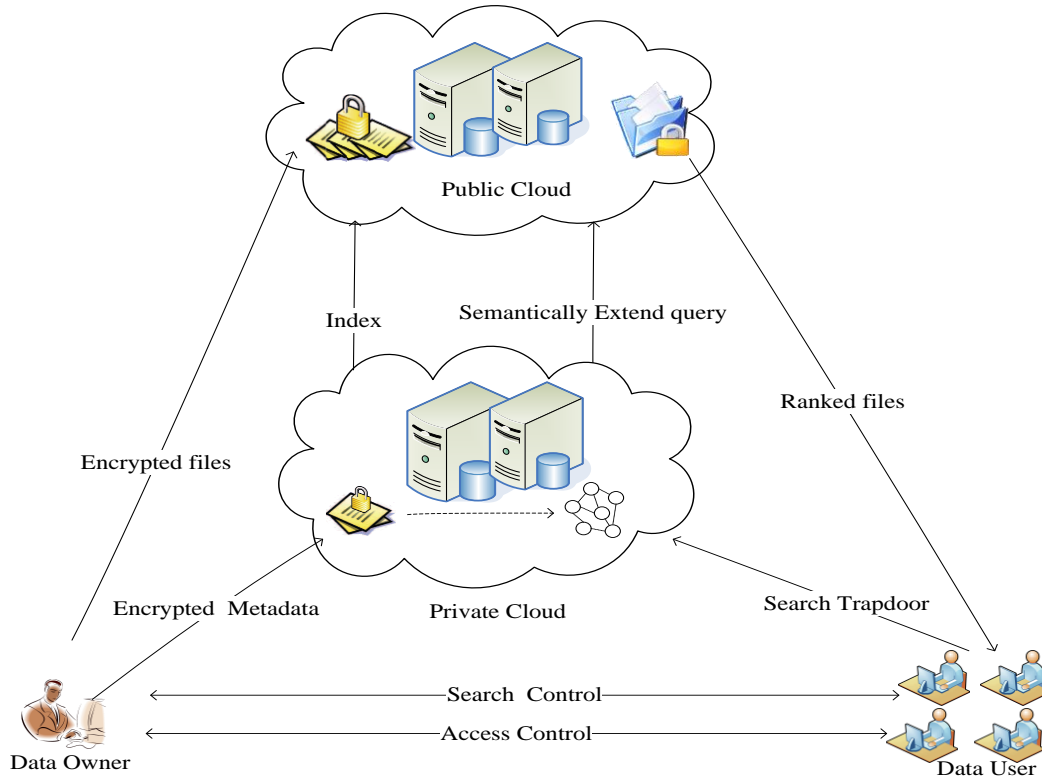 Public Cloud
Index
Semantically Extend query
Ranked files
Encrypted files
Encrypted Metadata
Private Cloud
Search Trapdoor
Search Control
Access Control
Data Owner
Data User